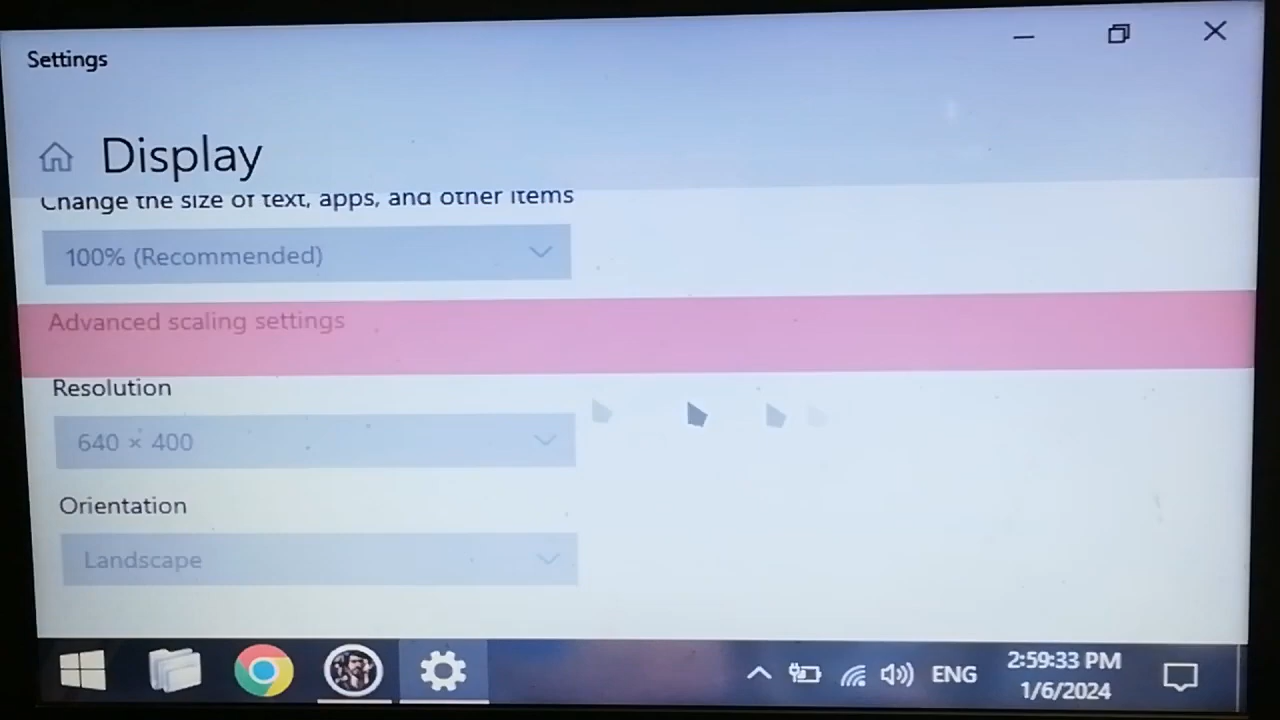 Settings
Display
Change the size of text, apps, and other items
100% (Recommended)
Advanced scaling settings
Resolution
640 × 400
Orientation
Landscape
ENG
2:59:33 PM
1/6/2024